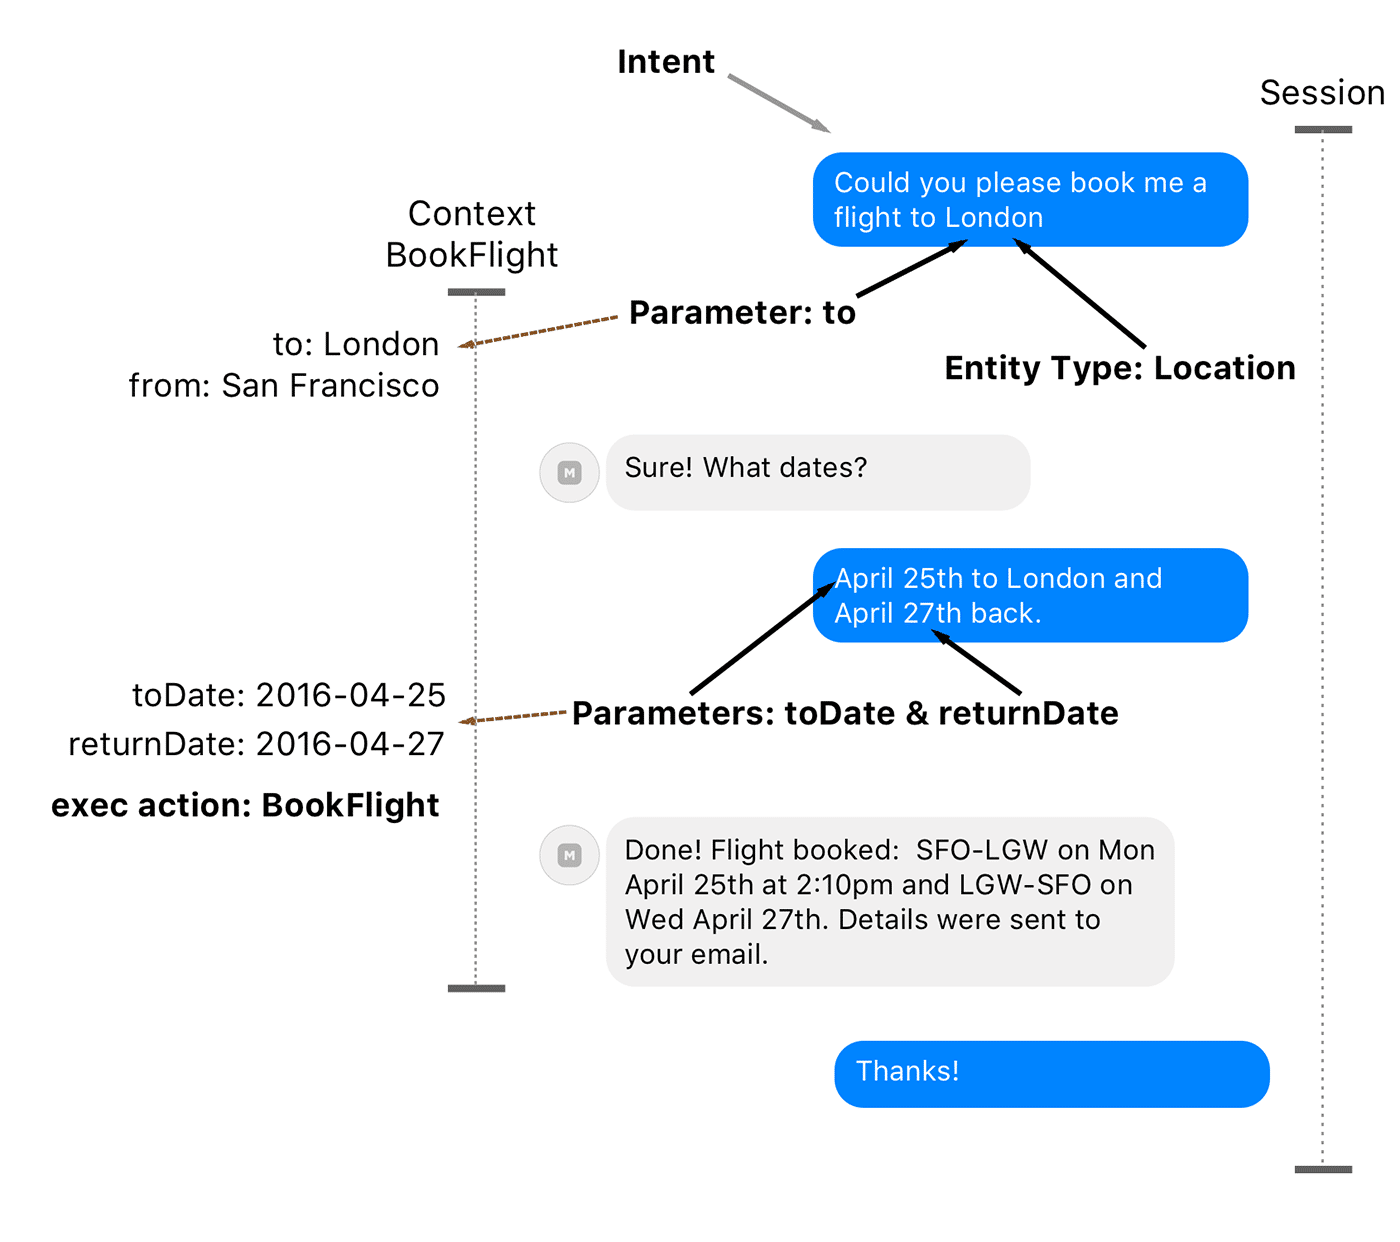 Intent
Session
Could you please book me a
flight to London
Context
BookFlight
Parameter: to
to: London
from: San Francisco
Entity Type: Location
M
Sure! What dates?
April 25th to London and
April 27th back.
toDate: 2016-04-25
returnDate: 2016-04-27
Parameters: toDate & returnDate
exec action: BookFlight
M
Done! Flight booked:  SFO-LGW on Mon
April 25th at 2:10pm and LGW-SFO on
Wed April 27th. Details were sent to
your email.
Thanks!